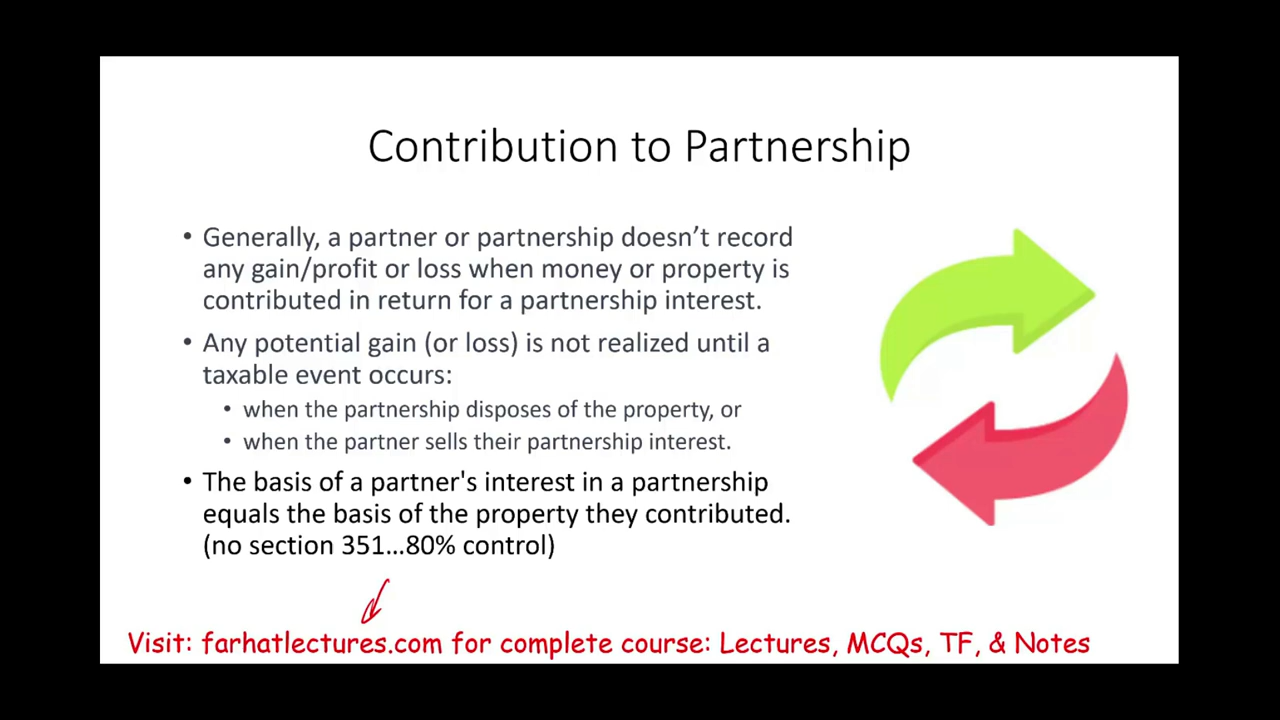 Contribution to Partnership
• Generally, a partner or partnership doesn’t record
any gain/profit or loss when money or property is
contributed in return for a partnership interest.
• Any potential gain (or loss) is not realized until a
taxable event occurs:
• when the partnership disposes of the property, or
• when the partner sells their partnership interest.
• The basis of a partner's interest in a partnership
equals the basis of the property they contributed.
(no section 351...80% control)
Visit: farhatlectures.com for complete course: Lectures, MCQs, TF, & Notes